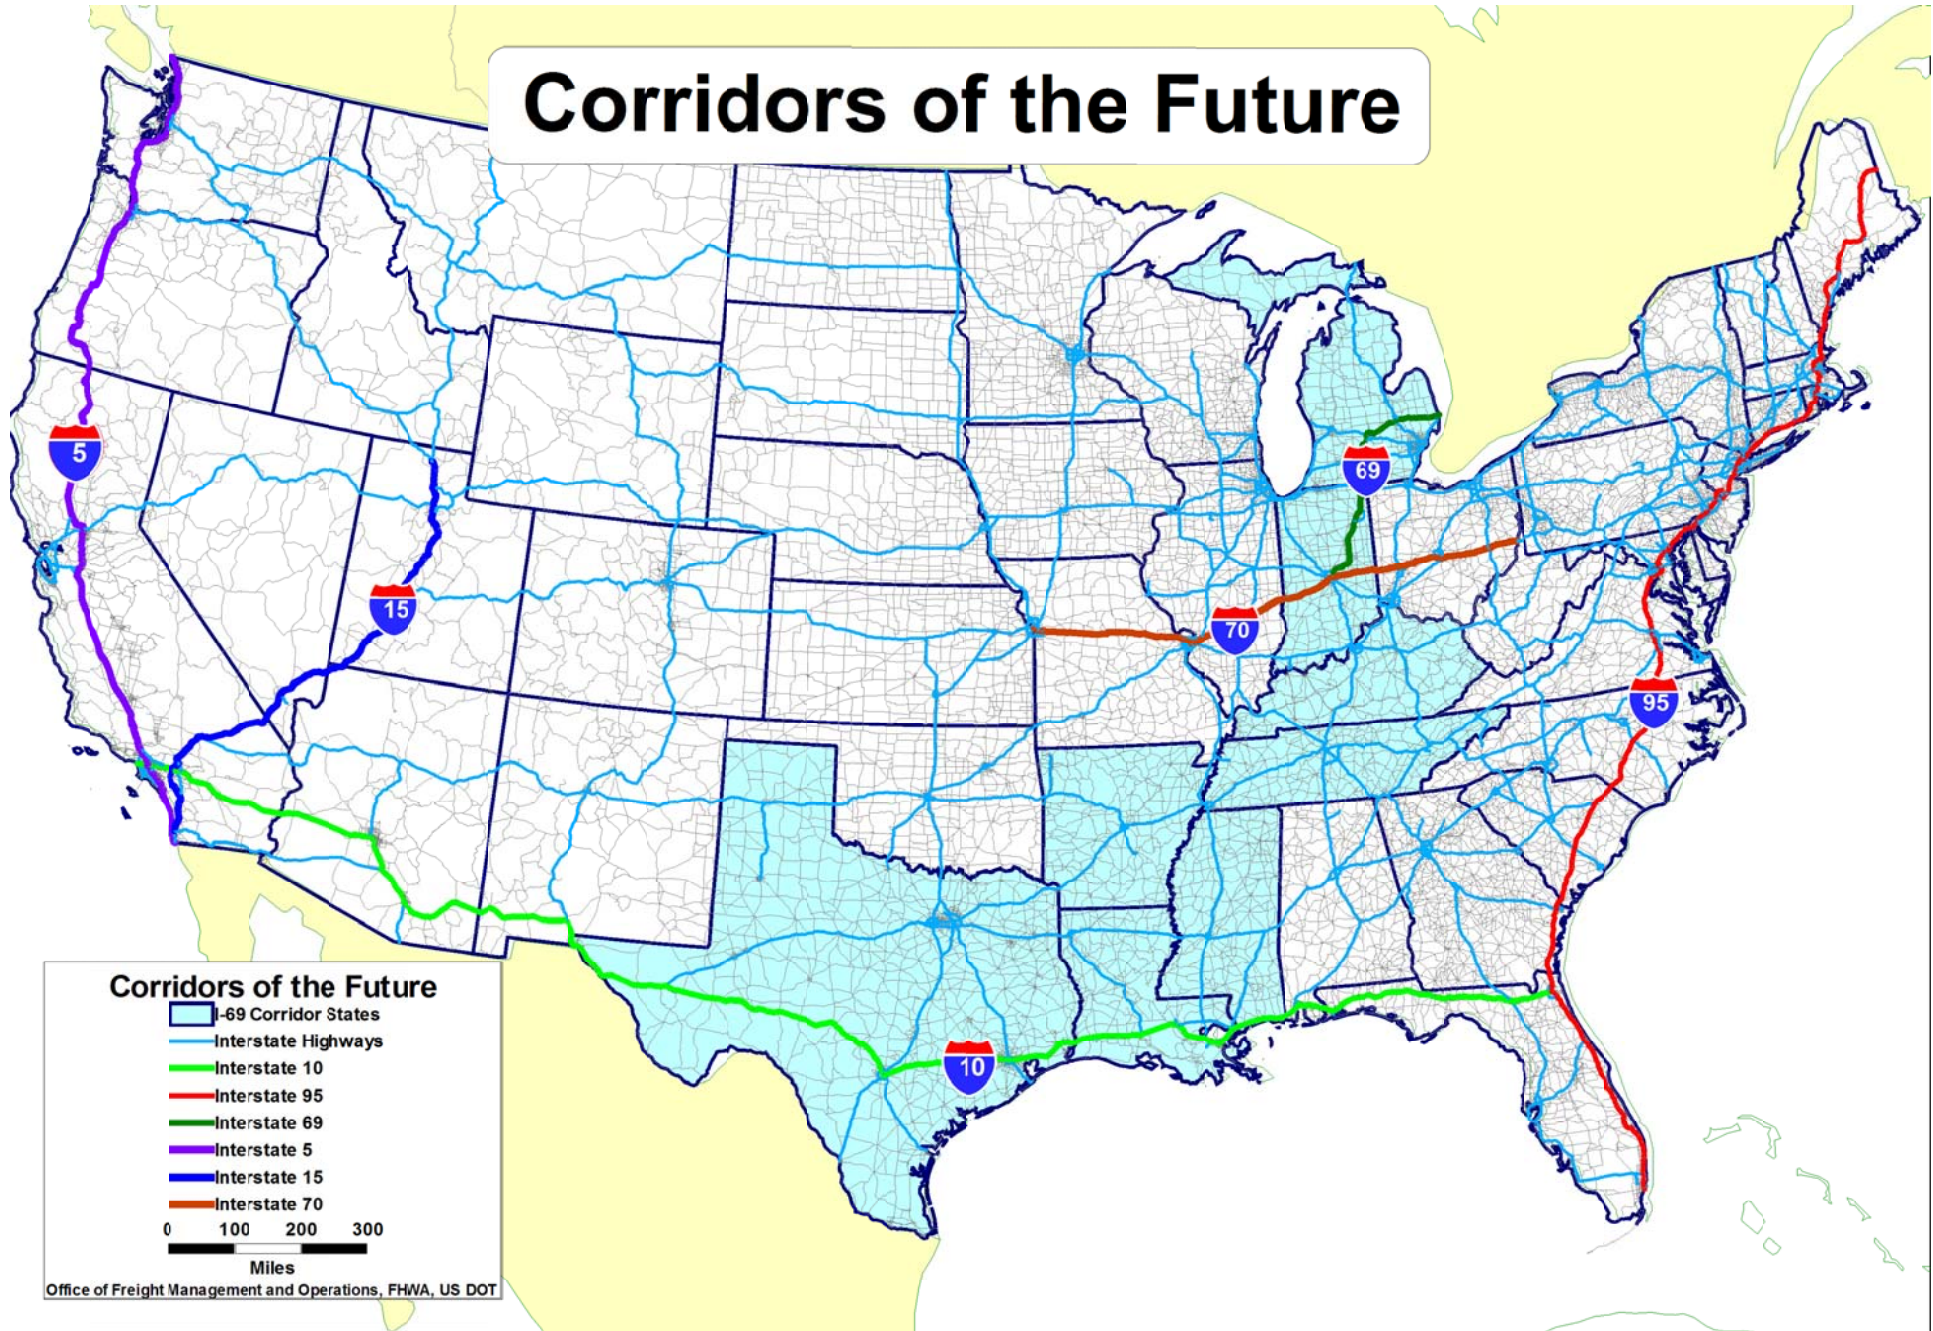 Corridors of the Future
5
69
15
70
95
10
Corridors of the Future
I-69 Corridor States
Interstate Highways
Interstate 10
Interstate 95
Interstate 69
Interstate 5
Interstate 15
Interstate 70
0 100 200 300
Miles
Office of Freight Management and Operations, FHWA, US DOT